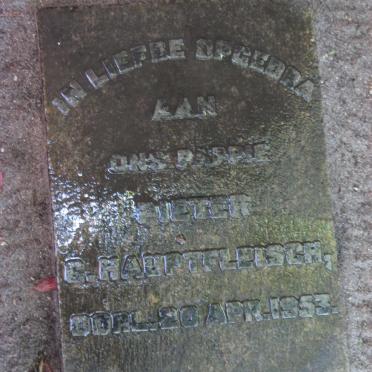 IN LIEFDE OPGEDRA
AAN
ONS PAPPIE
PIETER
G. HAUPTFLEISCH,
OORL. 20 APR. 1953.